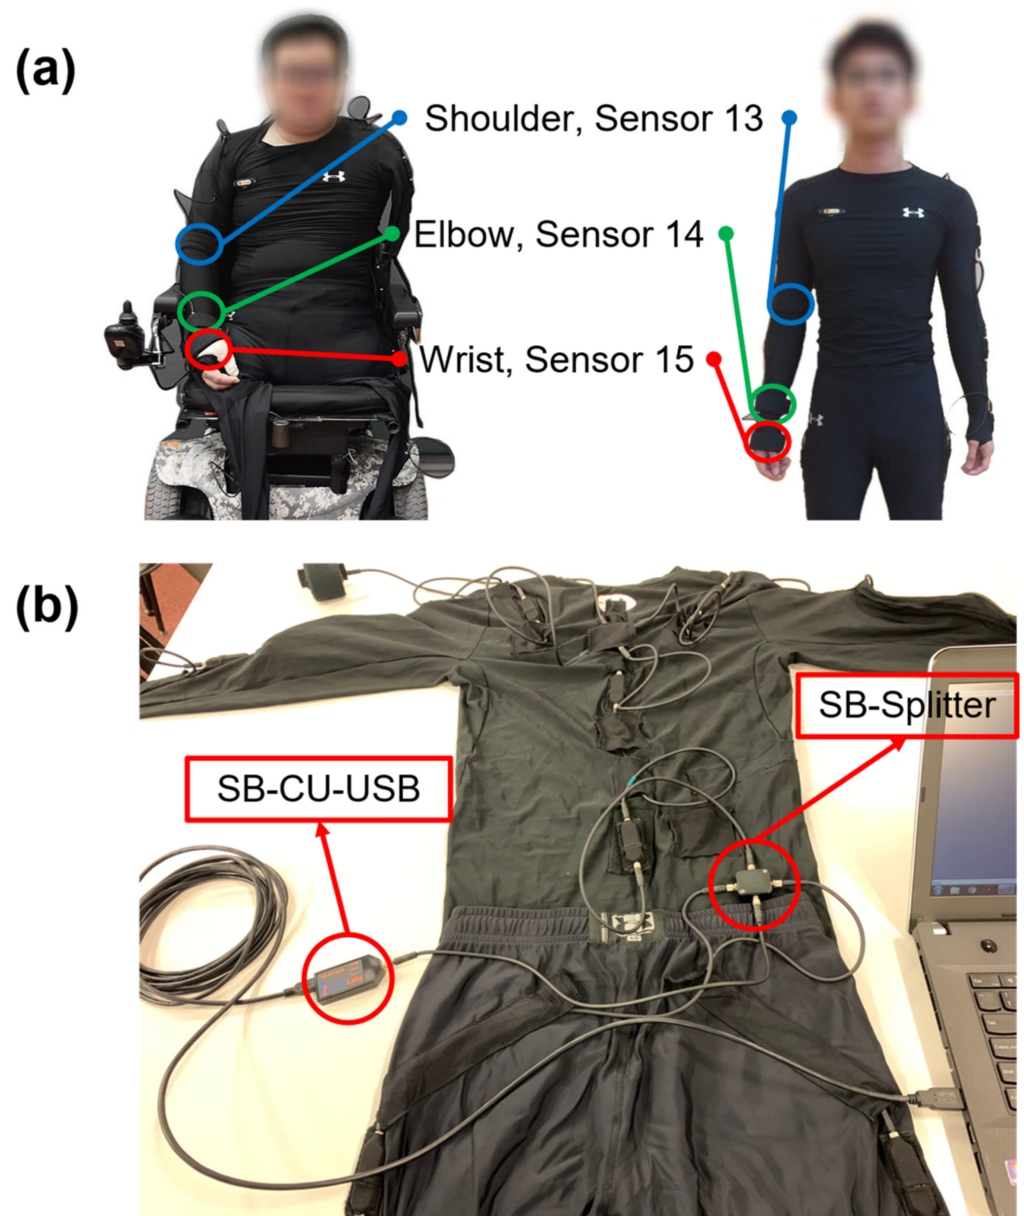 (a)
Shoulder, Sensor 13
Elbow, Sensor 14
Wrist, Sensor 15
(b)
SB-Splitter
SB-CU-USB